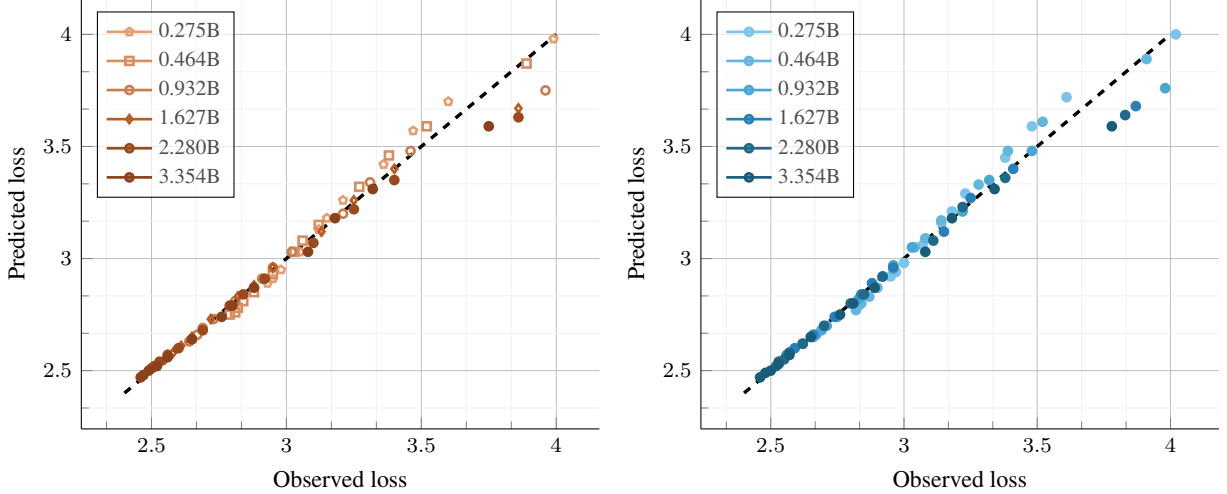 4
3.5
3
2.5
2.5
3
3.5
4
Predicted loss
Observed loss
0.275B
0.464B
0.932B
1.627B
2.280B
3.354B
4
3.5
3
2.5
2.5
3
3.5
4
Predicted loss
Observed loss
0.275B
0.464B
0.932B
1.627B
2.280B
3.354B